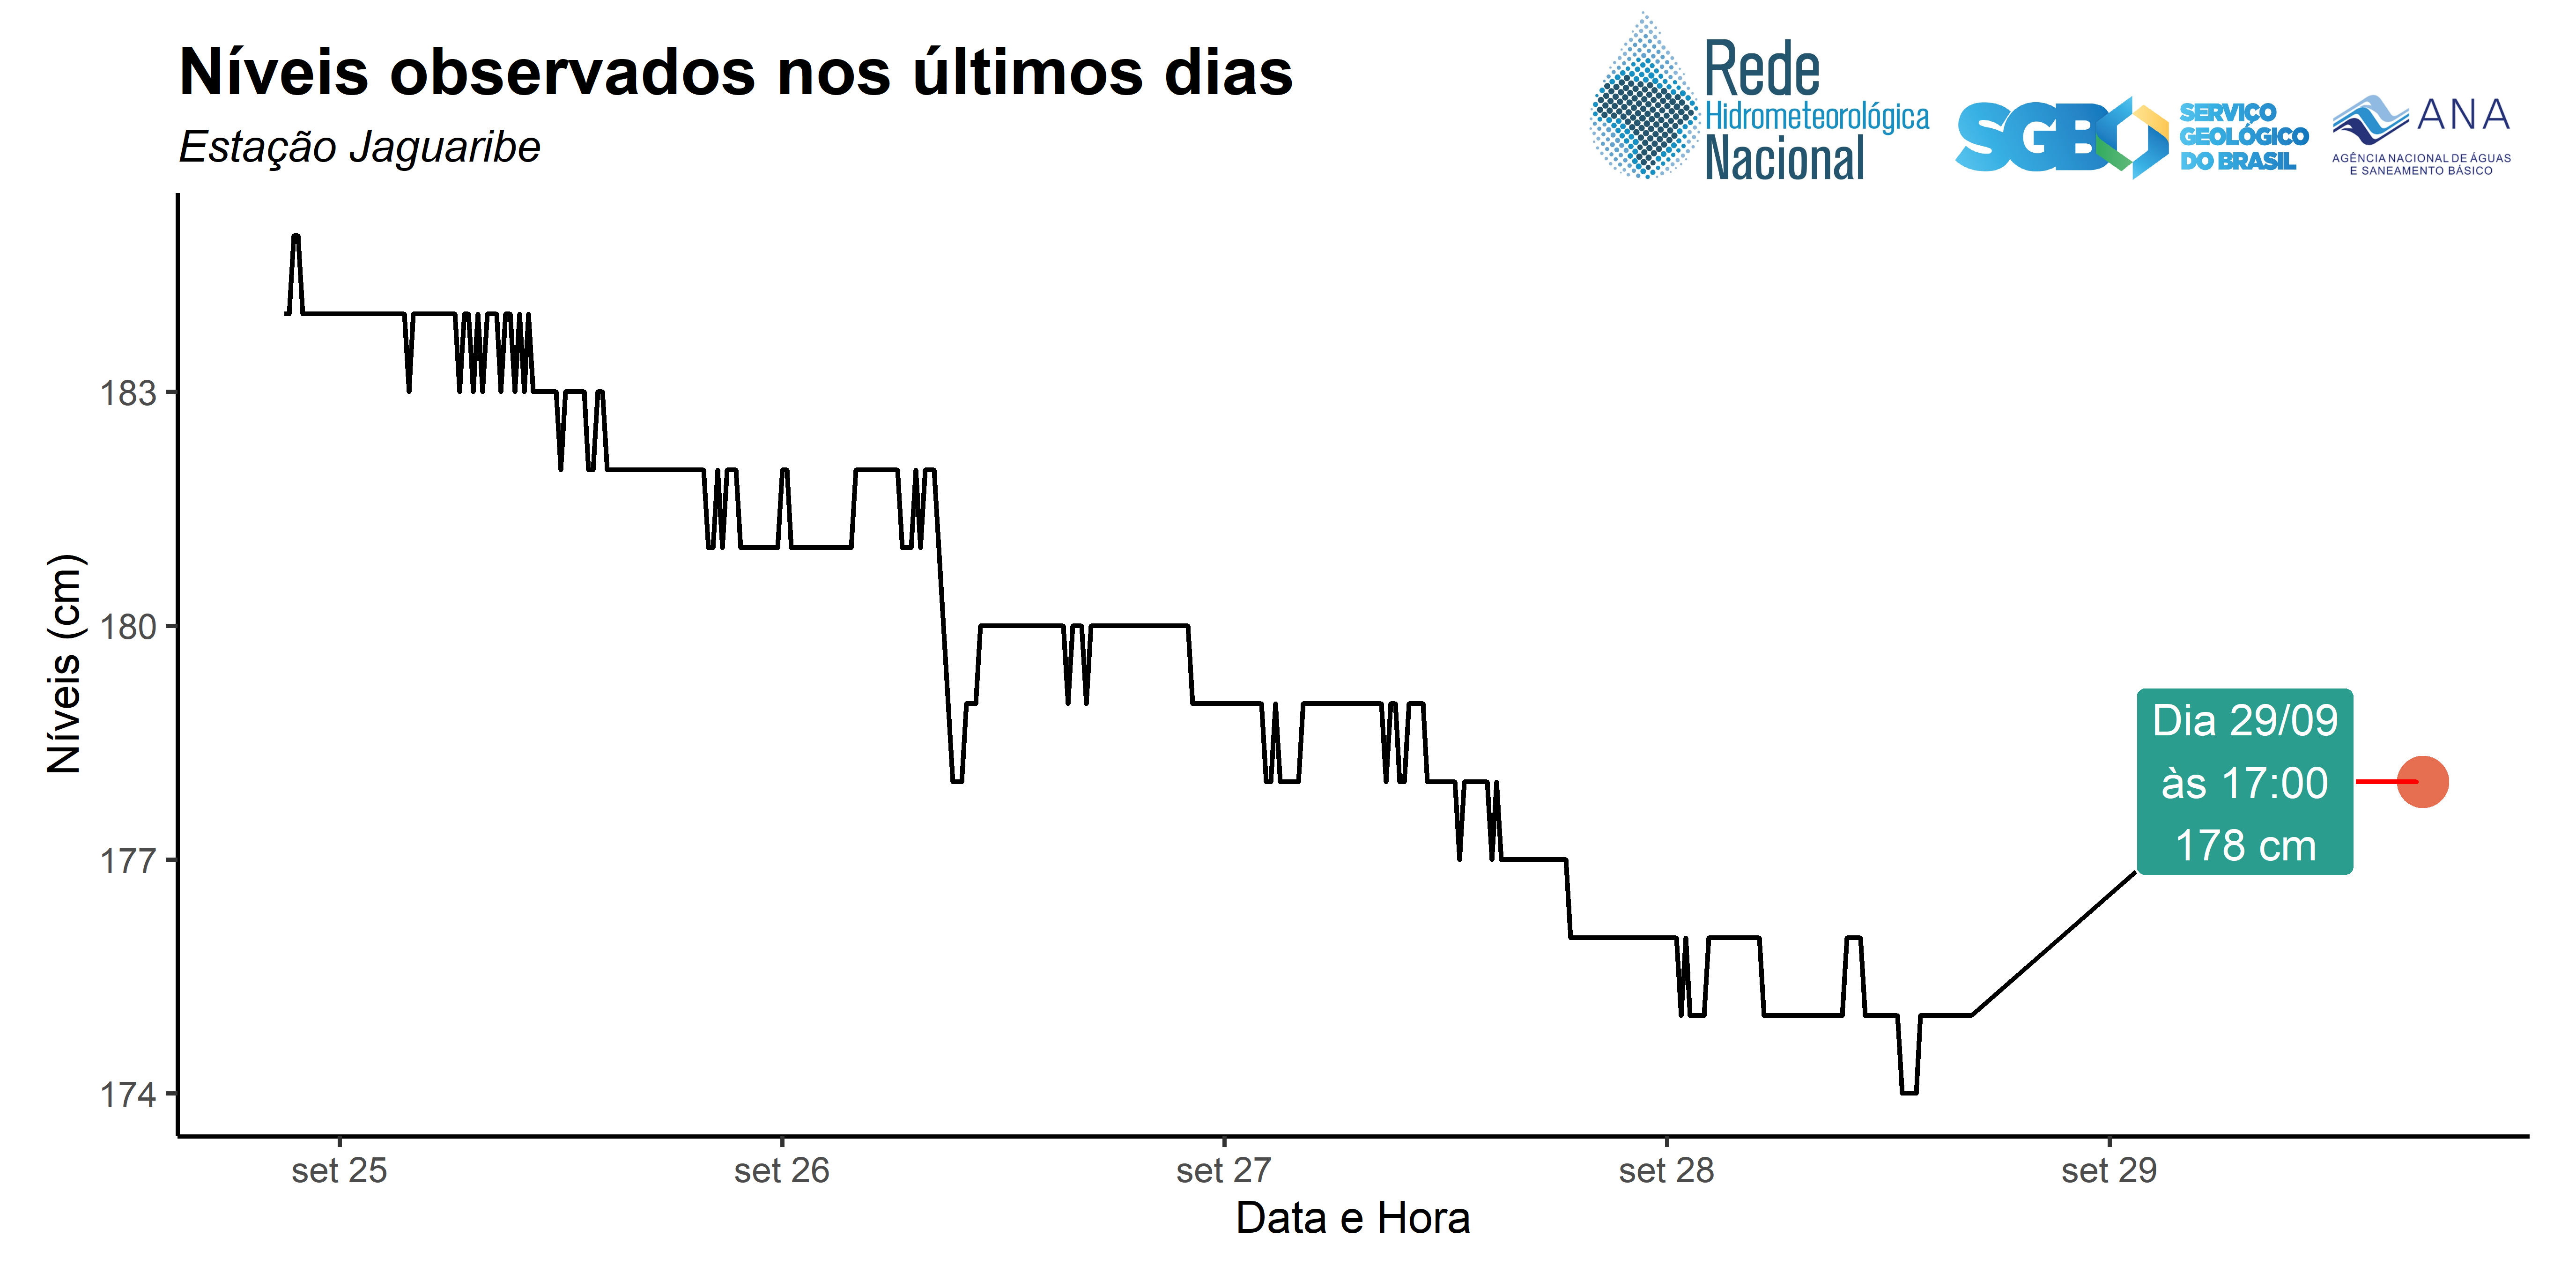 Níveis observados nos últimos dias
Estação Jaguaribe
Rede
Hidrometeorológica
Nacional
SGB
SERVIÇO
GEOLÓGICO
DO BRASIL
ANA
AGÊNCIA NACIONAL DE ÁGUAS
E SANEAMENTO BÁSICO
Níveis (cm)
183
180
177
174
Dia 29/09
às 17:00
178 cm
set 25
set 26
set 27
set 28
set 29
Data e Hora